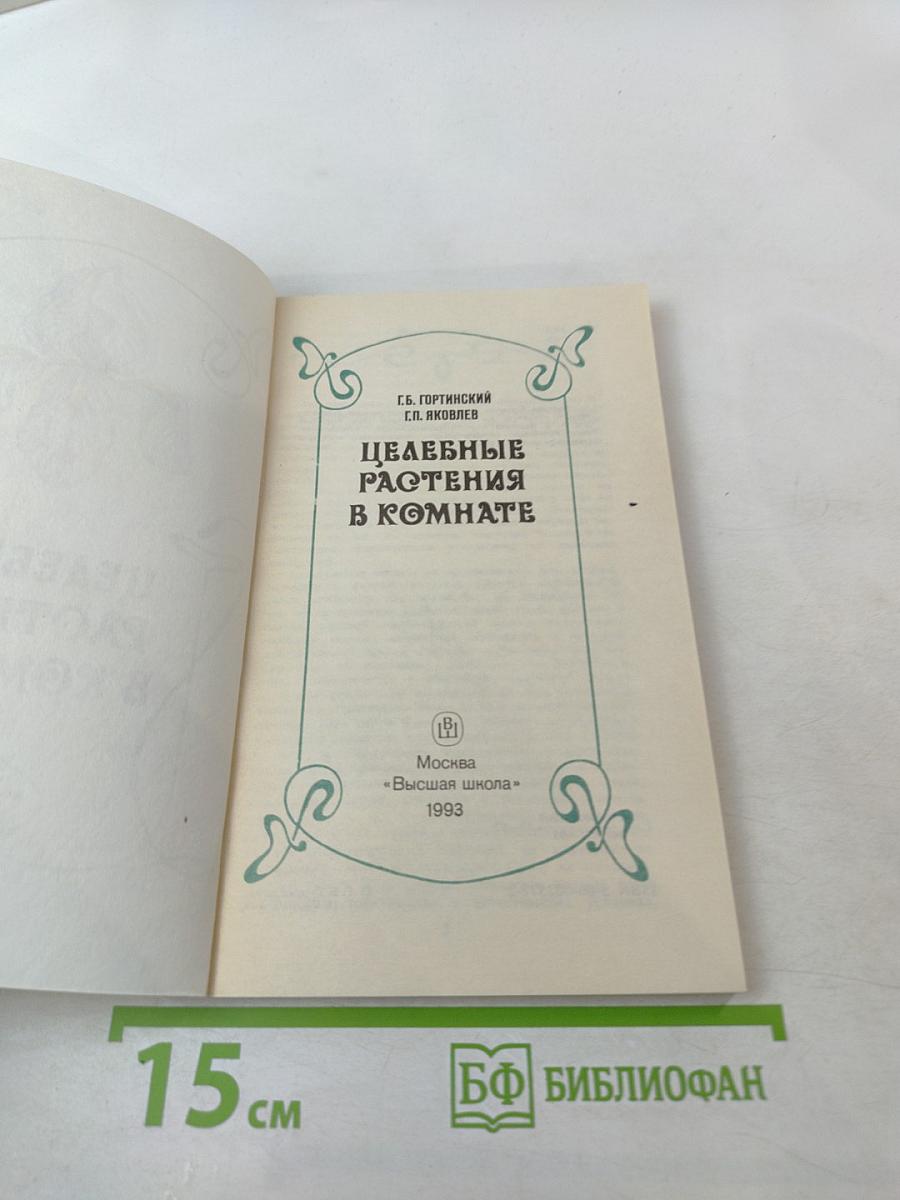 Г.Б. ГОРТИНСКИЙ
Г.П. ЯКОВЛЕВ
ЦЕЛЕБНЫЕ
РАСТЕНИЯ
В КОМНАТЕ
ВШ
Москва
«Высшая школа»
1993
15 см
БФ БИБЛИОФАН